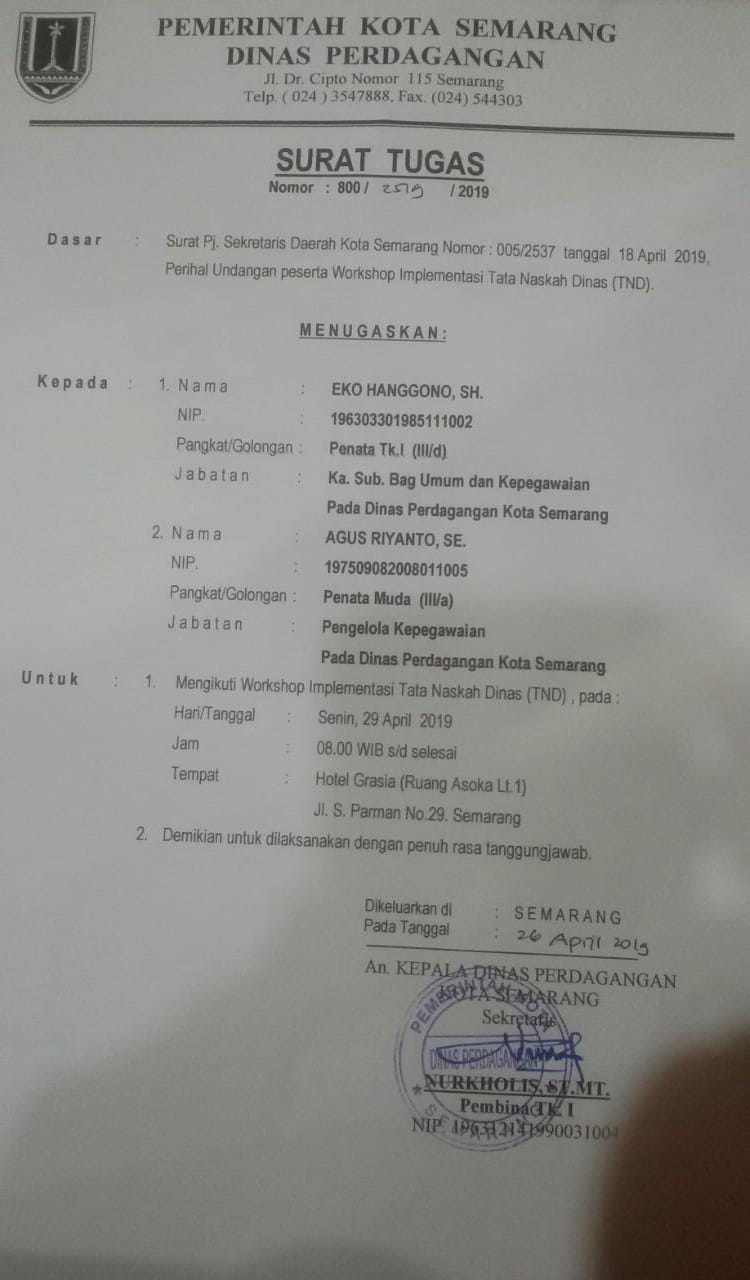 PEMERINTAH KOTA SEMARANG
DINAS PERDAGANGAN
Jl. Dr. Cipto Nomor 115 Semarang
Telp. ( 024 ) 3547888, Fax. (024) 544303
SURAT TUGAS
Nomor : 800 / 2519 / 2019
Dasar : Surat Pj. Sekretaris Daerah Kota Semarang Nomor : 005/2537 tanggal 18 April 2019,
Perihal Undangan peserta Workshop Implementasi Tata Naskah Dinas (TND).
MENUGASKAN:
Kepada : 1. Nama : EKO HANGGONO, SH.
NIP. : 196303301985111002
Pangkat/Golongan : Penata Tk.I (III/d)
Jabatan : Ka. Sub. Bag Umum dan Kepegawaian
Pada Dinas Perdagangan Kota Semarang
2. Nama : AGUS RIYANTO, SE.
NIP. : 197509082008011005
Pangkat/Golongan : Penata Muda (III/a)
Jabatan : Pengelola Kepegawaian
Pada Dinas Perdagangan Kota Semarang
Untuk : 1. Mengikuti Workshop Implementasi Tata Naskah Dinas (TND) , pada :
Hari/Tanggal : Senin, 29 April 2019
Jam : 08.00 WIB s/d selesai
Tempat : Hotel Grasia (Ruang Asoka Lt.1)
Jl. S. Parman No.29. Semarang
2. Demikian untuk dilaksanakan dengan penuh rasa tanggungjawab.
Dikeluarkan di : SEMARANG
Pada Tanggal : 26 April 2019
An. KEPALA DINAS PERDAGANGAN
KOTA SEMARANG
Sekretaris
PEMERINTAH KOTA
DINAS PERDAGANGAN
SEMARANG
NURKHOLIS, ST.MT.
Pembina TK. I
NIP. 196312141990031004